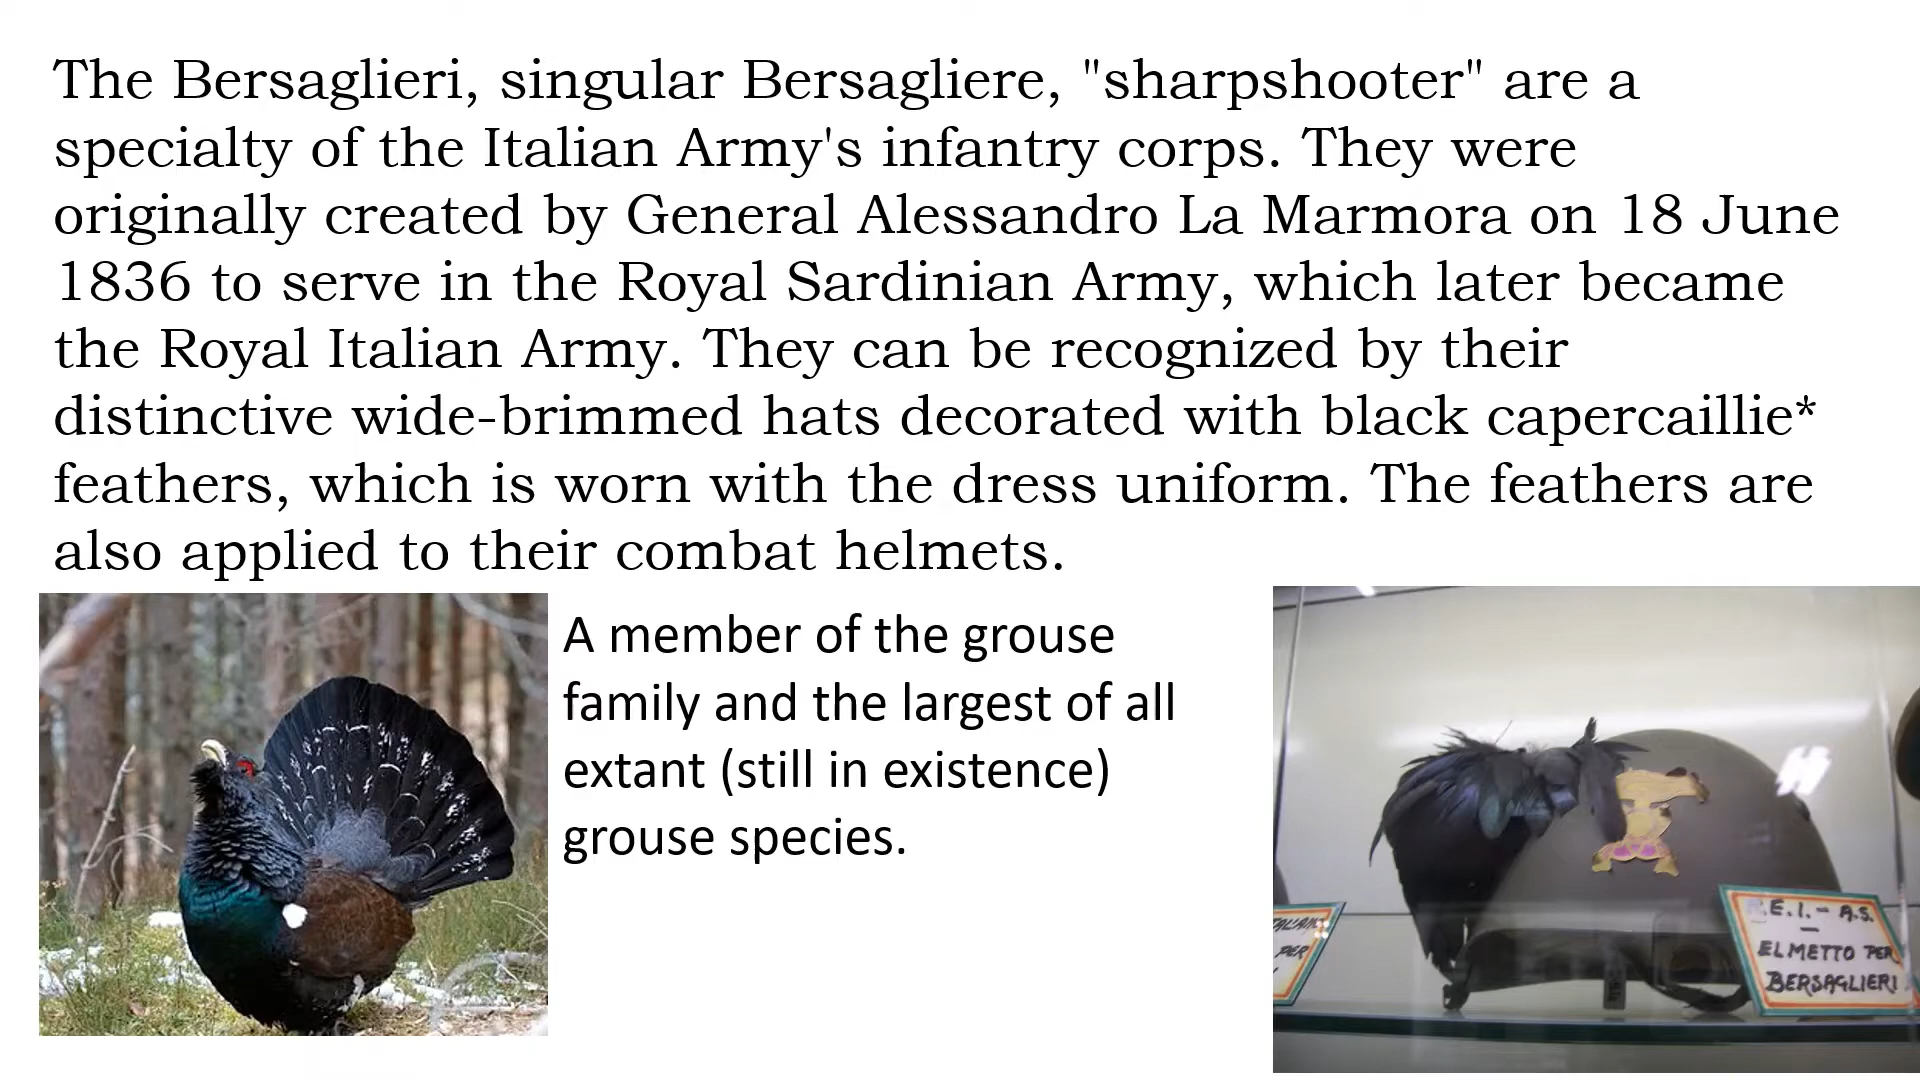 The Bersaglieri, singular Bersagliere, "sharpshooter" are a
specialty of the Italian Army's infantry corps. They were
originally created by General Alessandro La Marmora on 18 June
1836 to serve in the Royal Sardinian Army, which later became
the Royal Italian Army. They can be recognized by their
distinctive wide-brimmed hats decorated with black capercaillie*
feathers, which is worn with the dress uniform. The feathers are
also applied to their combat helmets.
A member of the grouse
family and the largest of all
extant (still in existence)
grouse species.
PER
E.I. - A.S.
ELMETTO PER
BERSAGLIERI